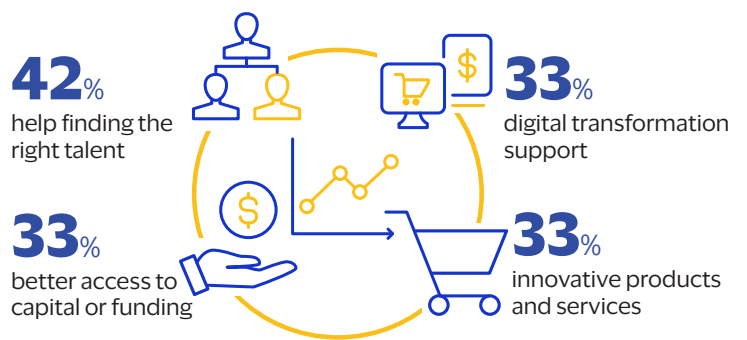 42%
help finding the
right talent
33%
digital transformation
support
33%
better access to
capital or funding
33%
innovative products
and services
$
$